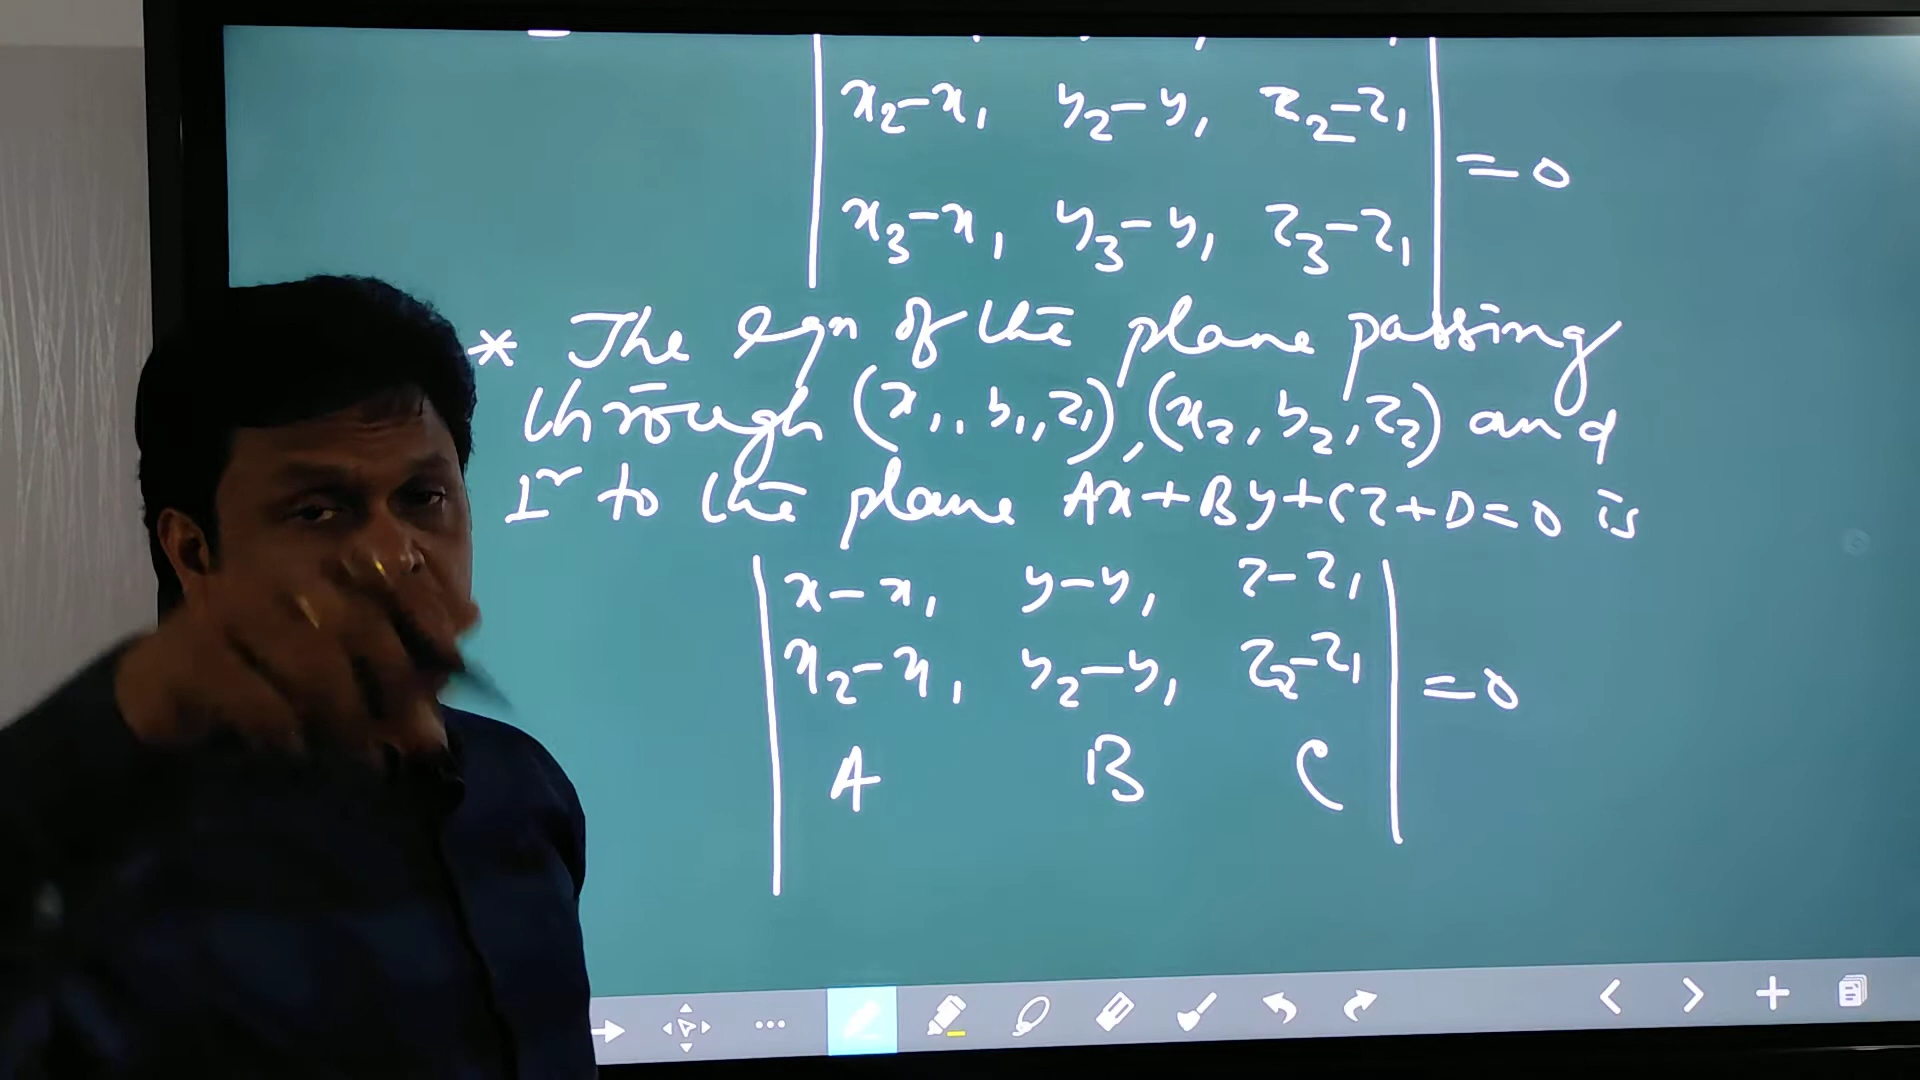 x₂-x₁ y₂-y₁ z₂-z₁
=0
x₃-x₁ y₃-y₁ z₃-z₁
* The eqn of the plane passing
through (x₁, y₁, z₁), (x₂, y₂, z₂) and
⊥r to the plane Ax+By+Cz+D=0 is
x-x₁ y-y₁ z-z₁
x₂-x₁ y₂-y₁ z₂-z₁ =0
A B C